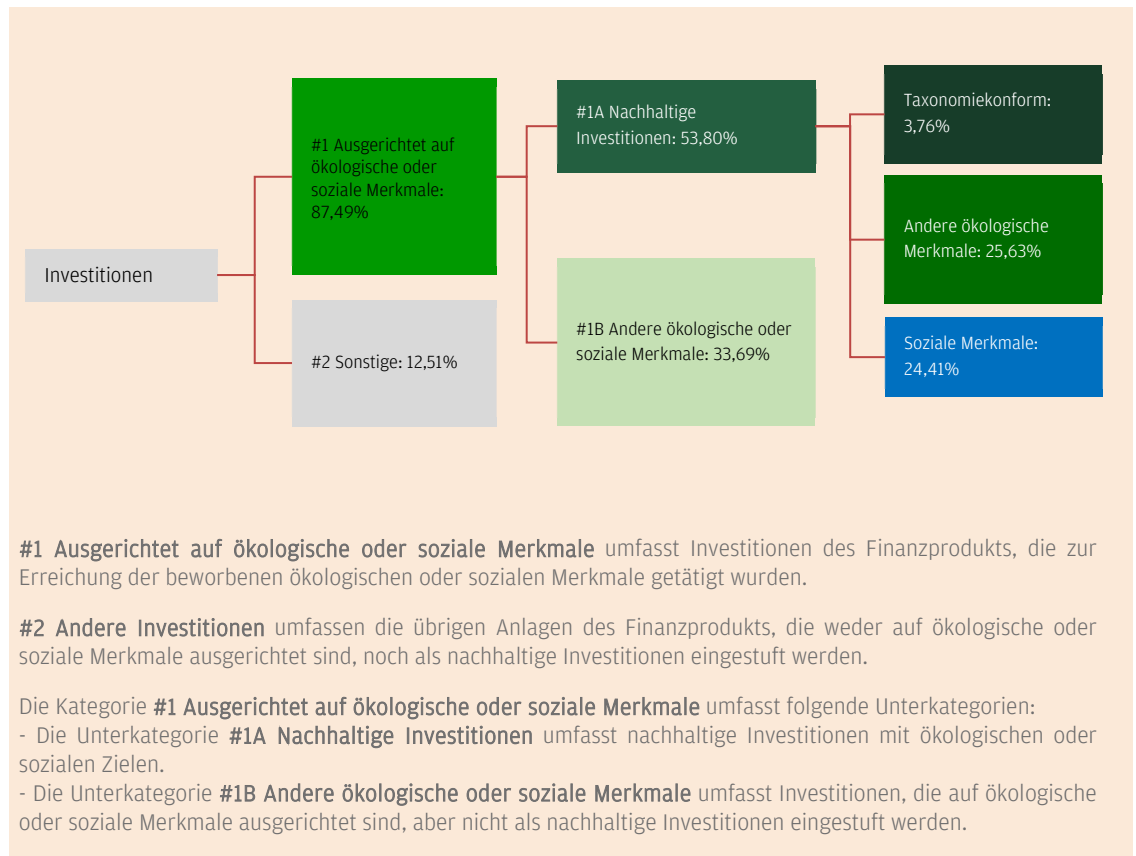 Investitionen
#1 Ausgerichtet auf
ökologische oder
soziale Merkmale:
87,49%
#2 Sonstige: 12,51%
#1A Nachhaltige
Investitionen: 53,80%
#1B Andere ökologische oder
soziale Merkmale: 33,69%
Taxonomiekonform:
3,76%
Andere ökologische
Merkmale: 25,63%
Soziale Merkmale:
24,41%
#1 Ausgerichtet auf ökologische oder soziale Merkmale umfasst Investitionen des Finanzprodukts, die zur
Erreichung der beworbenen ökologischen oder sozialen Merkmale getätigt wurden.
#2 Andere Investitionen umfassen die übrigen Anlagen des Finanzprodukts, die weder auf ökologische oder
soziale Merkmale ausgerichtet sind, noch als nachhaltige Investitionen eingestuft werden.
Die Kategorie #1 Ausgerichtet auf ökologische oder soziale Merkmale umfasst folgende Unterkategorien:
- Die Unterkategorie #1A Nachhaltige Investitionen umfasst nachhaltige Investitionen mit ökologischen oder
sozialen Zielen.
- Die Unterkategorie #1B Andere ökologische oder soziale Merkmale umfasst Investitionen, die auf ökologische
oder soziale Merkmale ausgerichtet sind, aber nicht als nachhaltige Investitionen eingestuft werden.